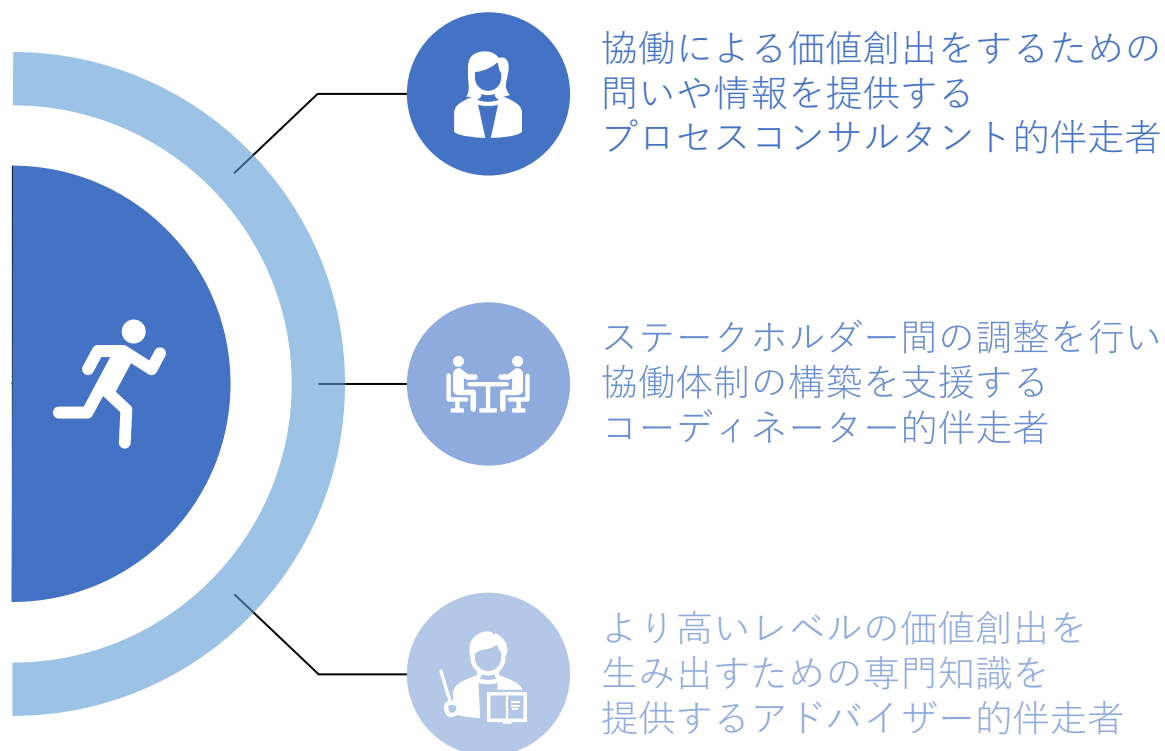 協働による価値創出をするための
問いや情報を提供する
プロセスコンサルタント的伴走者
ステークホルダー間の調整を行い
協働体制の構築を支援する
コーディネーター的伴走者
より高いレベルの価値創出を
生み出すための専門知識を
提供するアドバイザー的伴走者